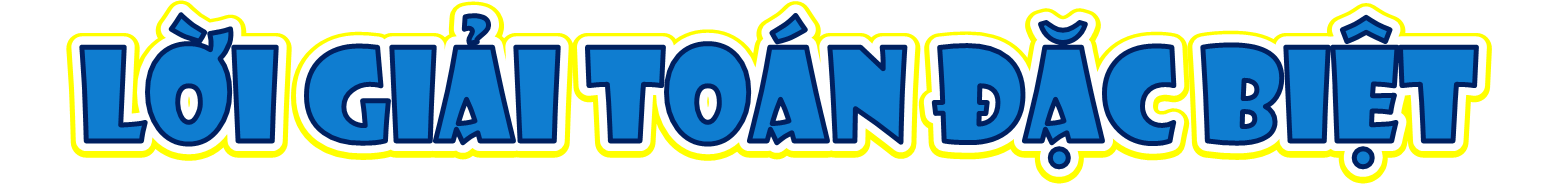 LỜI GIẢI TOÁN ĐẶC BIỆT